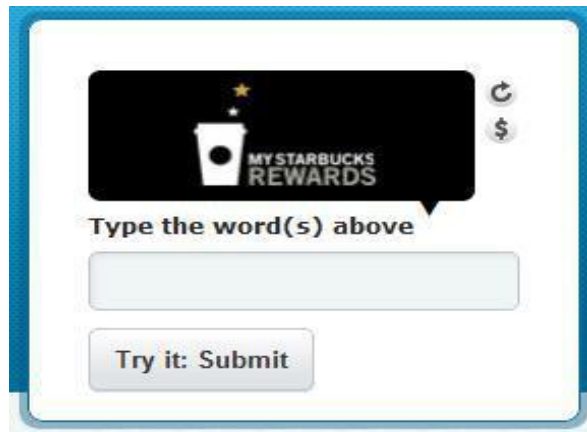 MY STARBUCKS
REWARDS
$
Type the word(s) above
Try it: Submit